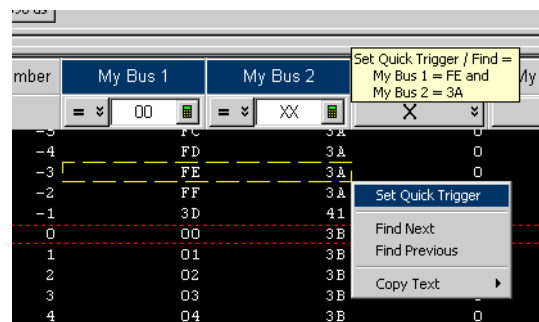 Set Quick Trigger / Find =
My Bus 1 = FE and
My Bus 2 = 3A
mber My Bus 1 My Bus 2 My
= 00 = XX X
-5 FC 3A 0
-4 FD 3A 0
-3 FE 3A 0
-2 FF 3A
-1 3D 41
0 00 3B
1 01 3B
2 02 3B
3 03 3B
4 04 3B 0
Set Quick Trigger
Find Next
Find Previous
Copy Text